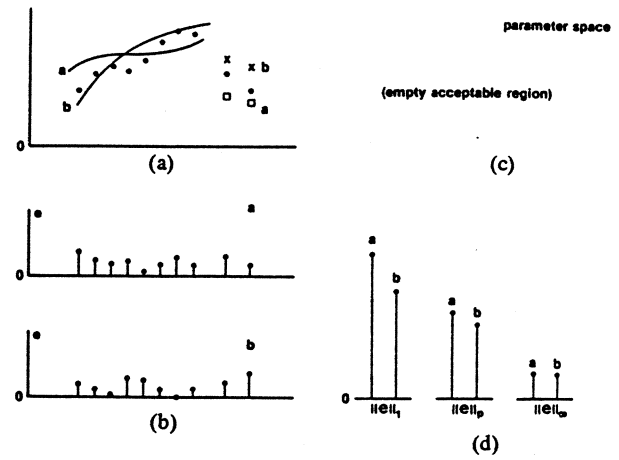 a
b
x
x b
a
0
(a)
parameter space
(empty acceptable region)
(c)
e
a
0
e
b
0
(b)
a
b
a
b
a
b
0
||e||₁
||e||ₚ
||e||∞
(d)